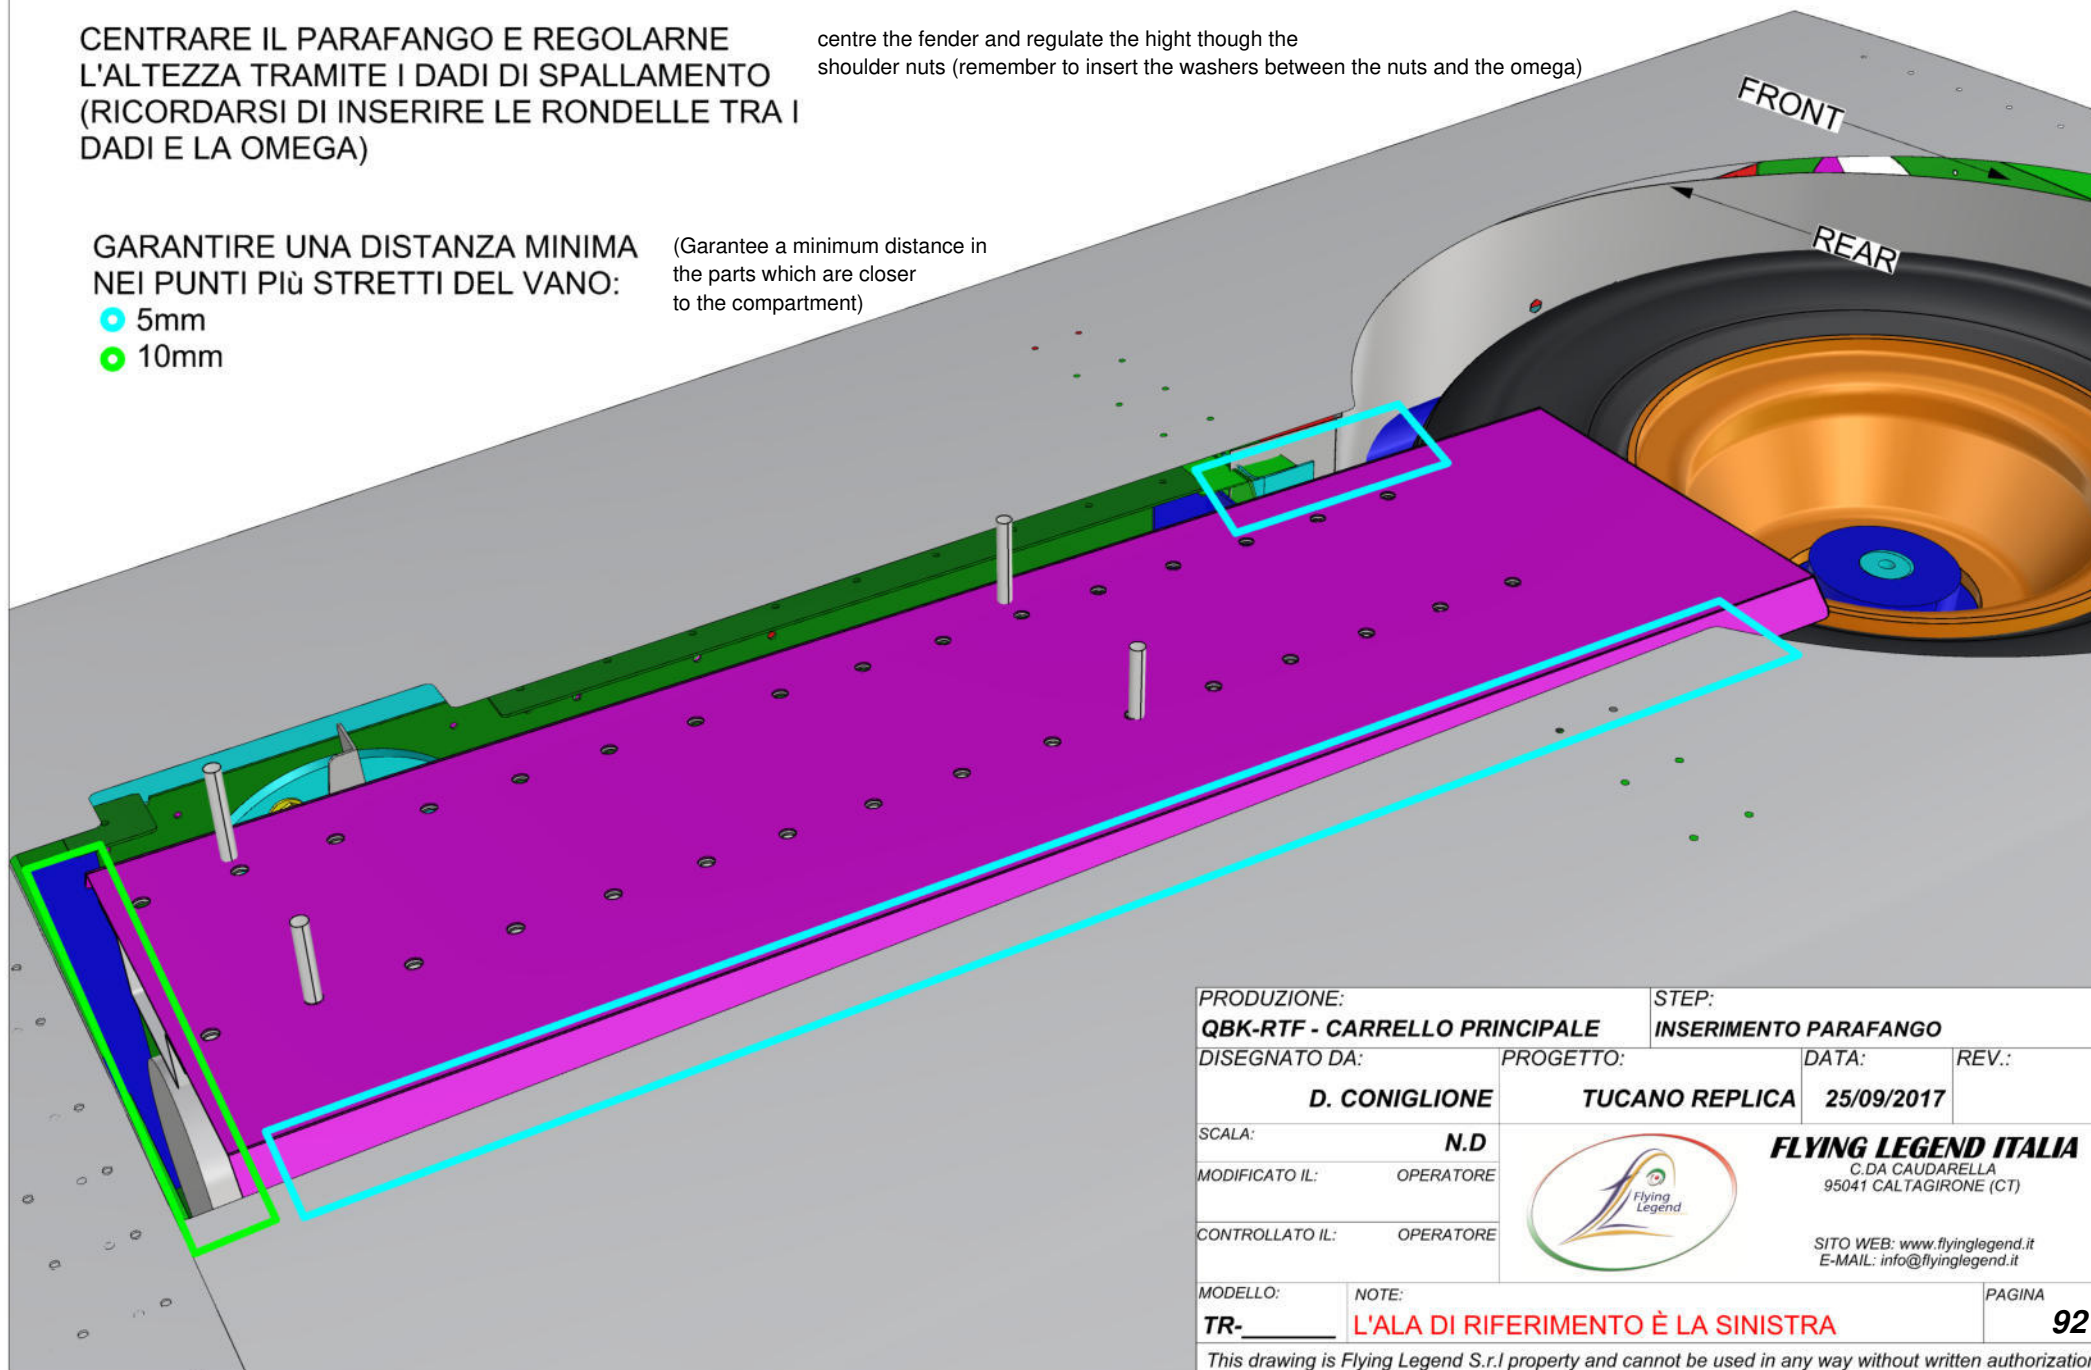 CENTRARE IL PARAFANGO E REGOLARNE
L'ALTEZZA TRAMITE I DADI DI SPALLAMENTO
(RICORDARSI DI INSERIRE LE RONDELLE TRA I
DADI E LA OMEGA)
centre the fender and regulate the hight though the
shoulder nuts (remember to insert the washers between the nuts and the omega)
FRONT
REAR
GARANTIRE UNA DISTANZA MINIMA
NEI PUNTI PIù STRETTI DEL VANO:
5mm
10mm
(Garantee a minimum distance in
the parts which are closer
to the compartment)
PRODUZIONE:
QBK-RTF - CARRELLO PRINCIPALE
STEP:
INSERIMENTO PARAFANGO
DISEGNATO DA:
D. CONIGLIONE
PROGETTO:
TUCANO REPLICA
DATA:
25/09/2017
REV.:
SCALA:
N.D
MODIFICATO IL: OPERATORE
CONTROLLATO IL: OPERATORE
Flying
Legend
FLYING LEGEND ITALIA
C.DA CAUDARELLA
95041 CALTAGIRONE (CT)
SITO WEB: www.flyinglegend.it
E-MAIL: info@flyinglegend.it
MODELLO:
TR-_______
NOTE:
L'ALA DI RIFERIMENTO È LA SINISTRA
PAGINA
92
This drawing is Flying Legend S.r.l property and cannot be used in any way without written authorization